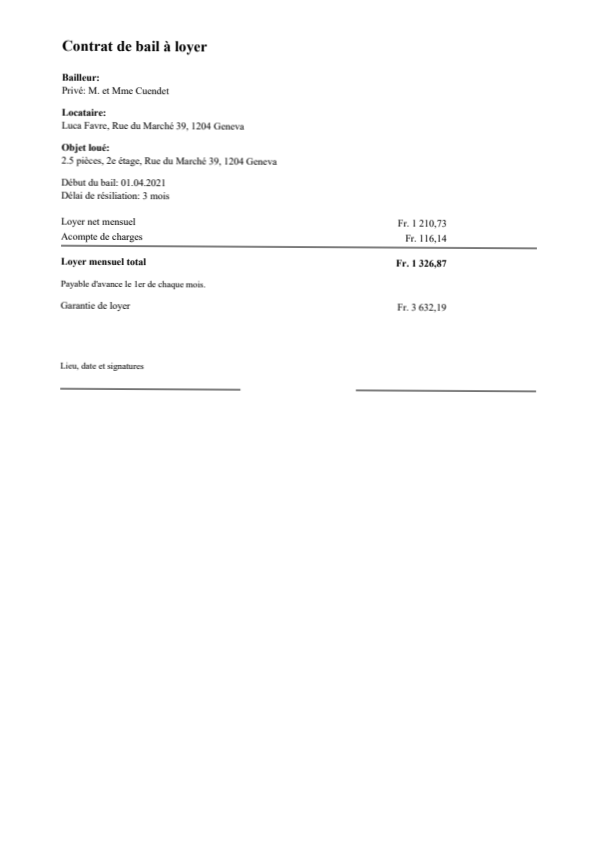 Contrat de bail à loyer
Bailleur:
Privé: M. et Mme Cuendet
Locataire:
Luca Favre, Rue du Marché 39, 1204 Geneva
Objet loué:
2.5 pièces, 2e étage, Rue du Marché 39, 1204 Geneva
Début du bail: 01.04.2021
Délai de résiliation: 3 mois
Loyer net mensuel Fr. 1 210,73
Acompte de charges Fr. 116,14
Loyer mensuel total Fr. 1 326,87
Payable d'avance le 1er de chaque mois.
Garantie de loyer Fr. 3 632,19
Lieu, date et signatures